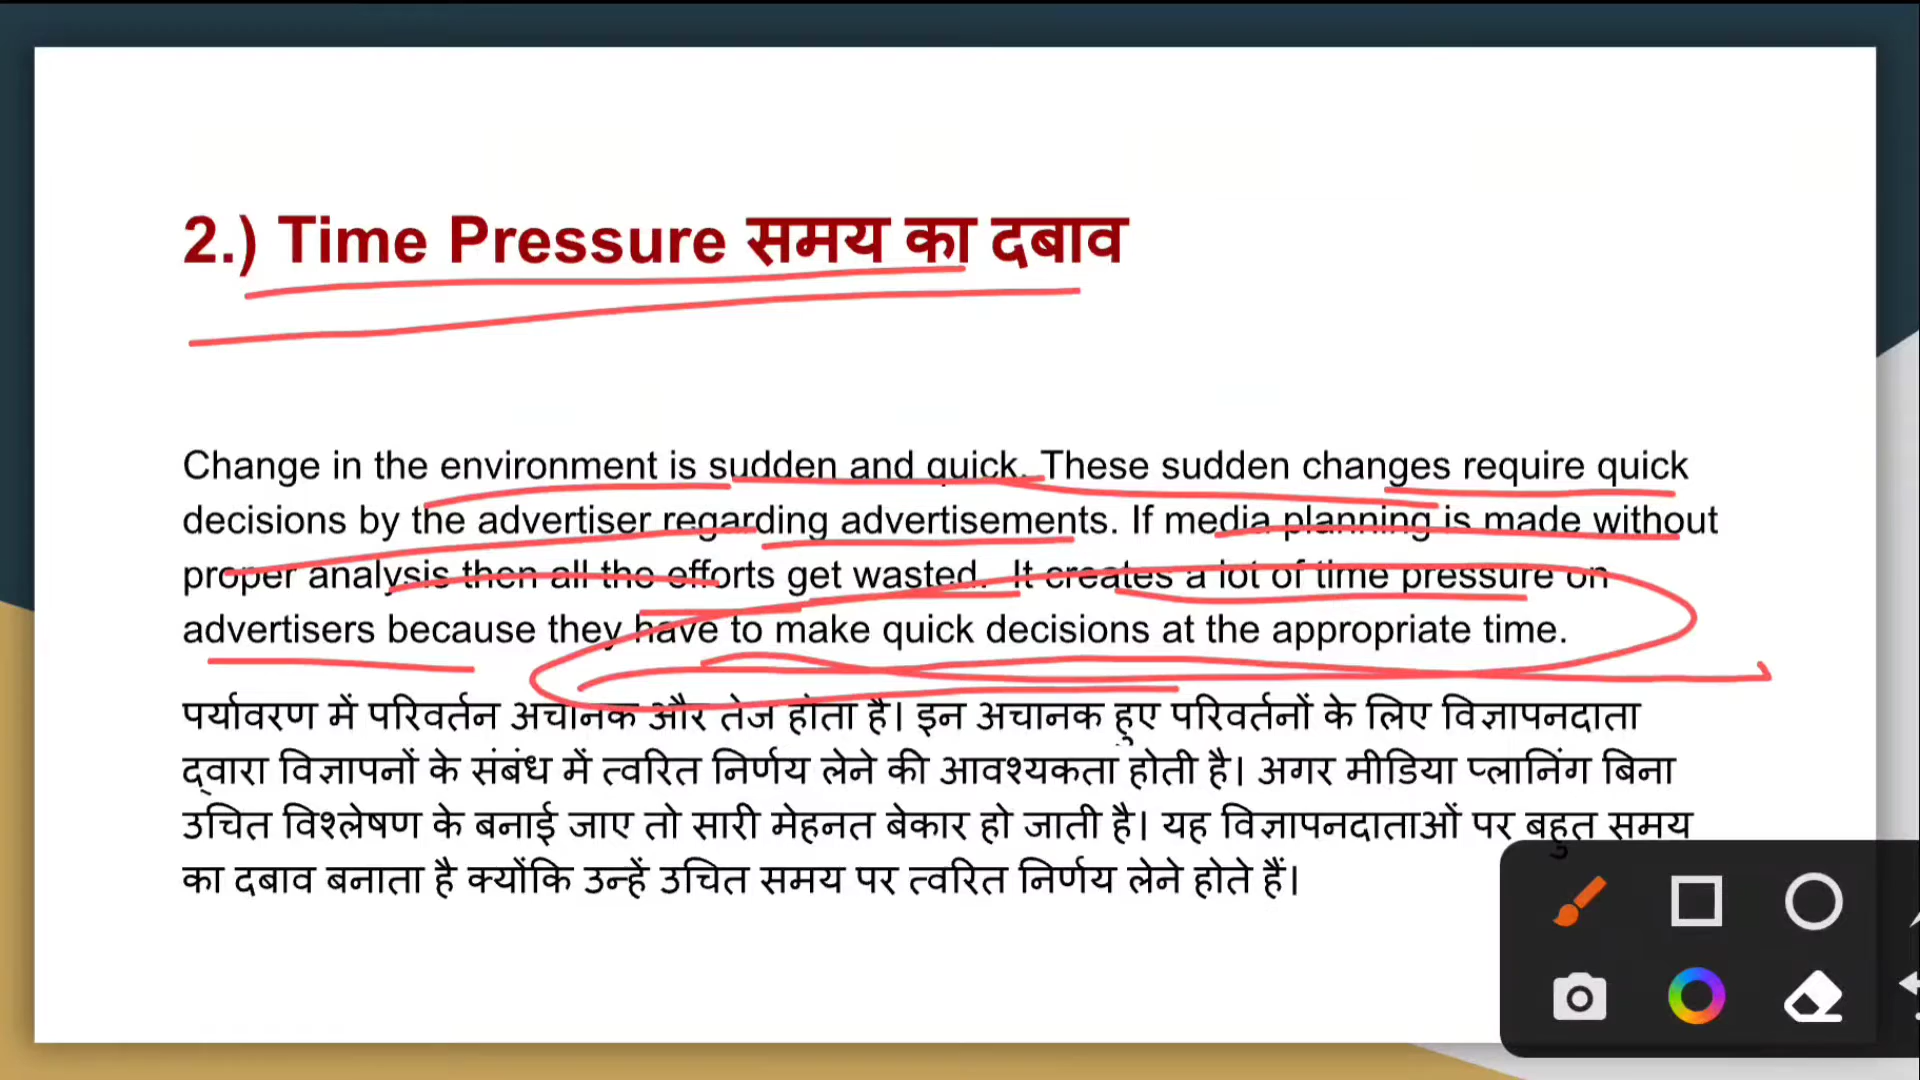 2.) Time Pressure समय का दबाव
Change in the environment is sudden and quick. These sudden changes require quick
decisions by the advertiser regarding advertisements. If media planning is made without
proper analysis then all the efforts get wasted. It creates a lot of time pressure on
advertisers because they have to make quick decisions at the appropriate time.
पर्यावरण में परिवर्तन अचानक और तेज होता है। इन अचानक हुए परिवर्तनों के लिए विज्ञापनदाता
द्वारा विज्ञापनों के संबंध में त्वरित निर्णय लेने की आवश्यकता होती है। अगर मीडिया प्लानिंग बिना
उचित विश्लेषण के बनाई जाए तो सारी मेहनत बेकार हो जाती है। यह विज्ञापनदाताओं पर बहुत समय
का दबाव बनाता है क्योंकि उन्हें उचित समय पर त्वरित निर्णय लेने होते हैं।